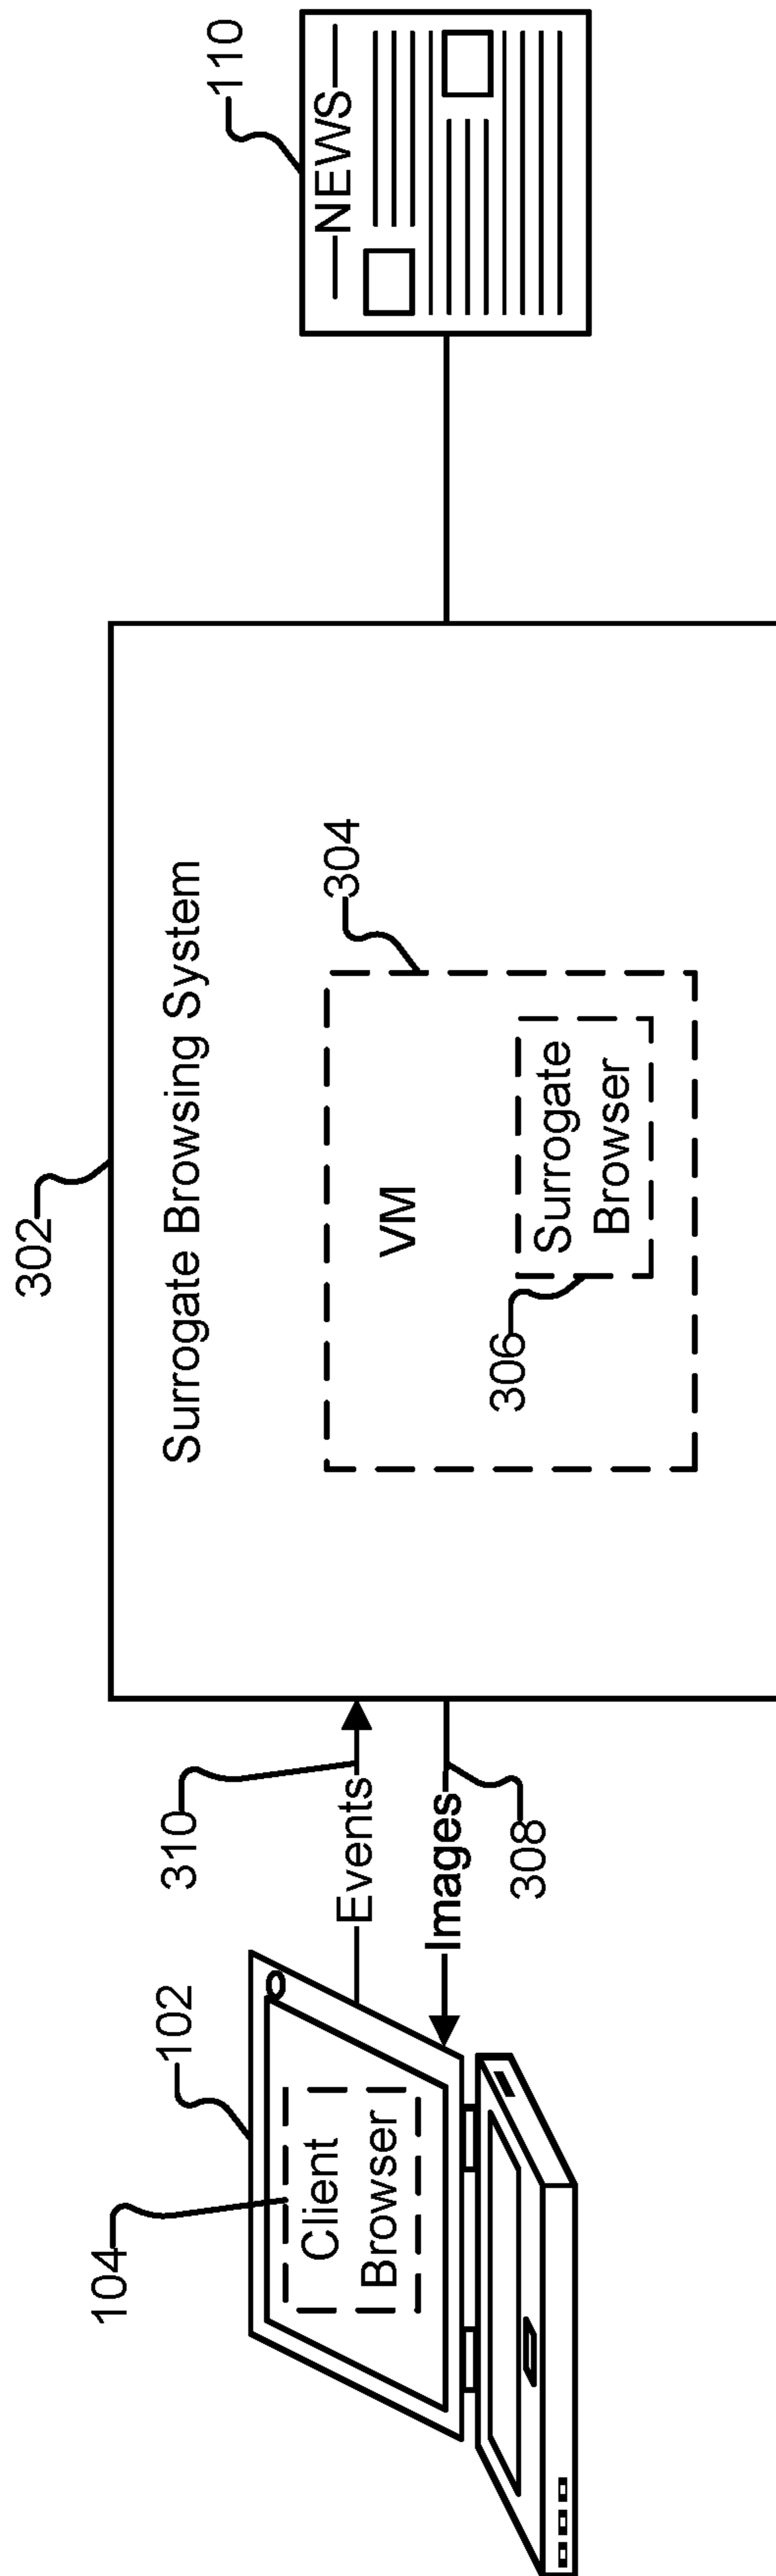 302
Surrogate Browsing System
110
NEWS
102
310
104
304
Client
Browser
Events
VM
Images
306
Surrogate
Browser
308